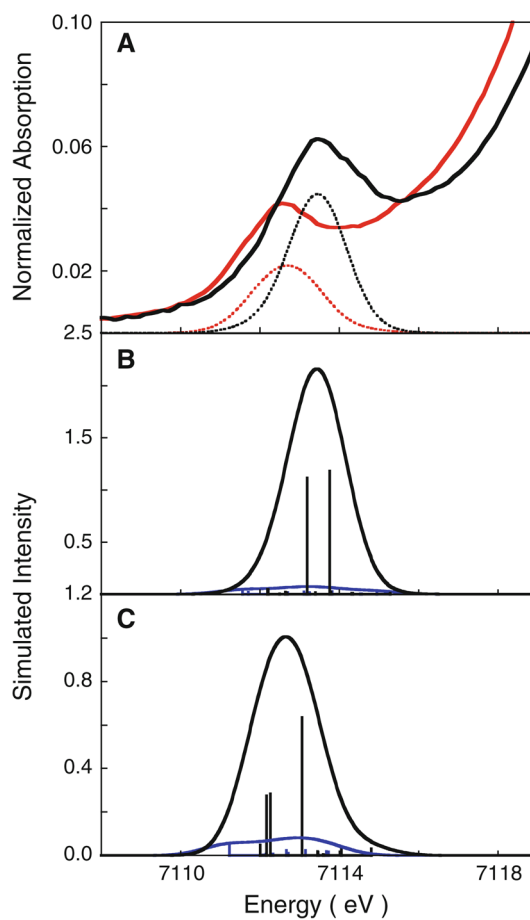 0.10
A
0.06
Normalized Absorption
0.02
2.5
B
1.5
0.5
Simulated Intensity
1.2
C
0.8
0.4
0.0
7110 7114 7118
Energy ( eV )